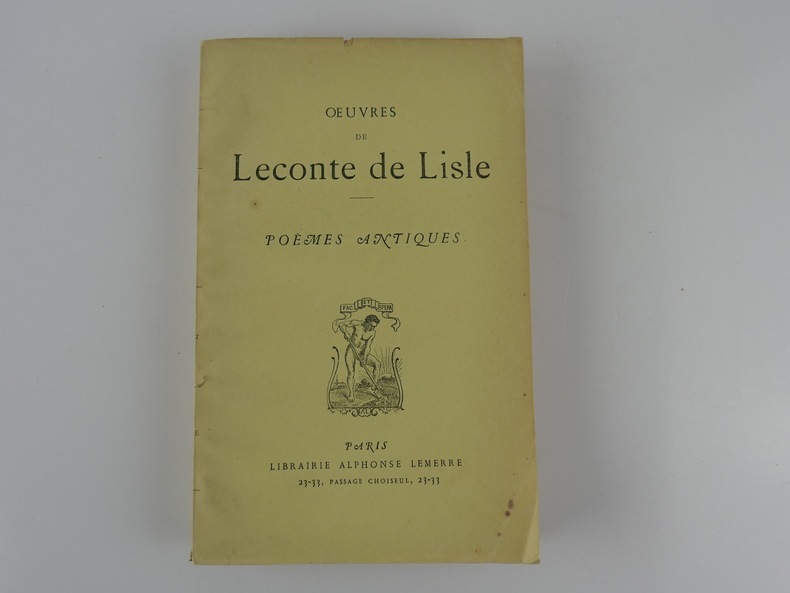 OEUVRES
DE
Leconte de Lisle
POÈMES ANTIQUES
FAC ET SPERA
PARIS
LIBRAIRIE ALPHONSE LEMERRE
23-33, PASSAGE CHOISEUL, 23-33